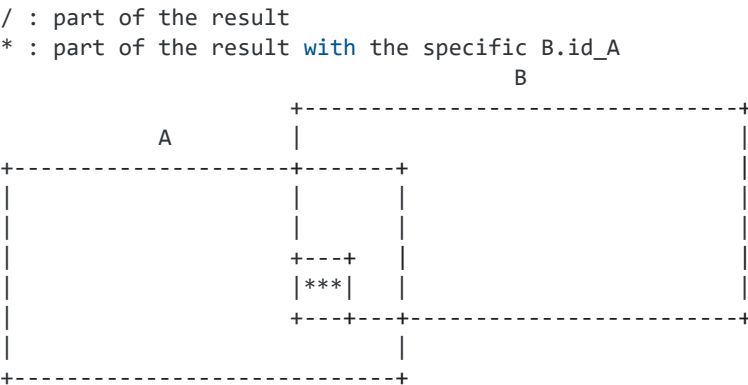 / : part of the result
* : part of the result with the specific B.id_A
B
+---------------------------------+
A | |
+---------------------+-------+ |
| | | |
| | | |
| +---+ | |
| |***| | |
| +---+---+-------------------------+
| |
+-----------------------------+